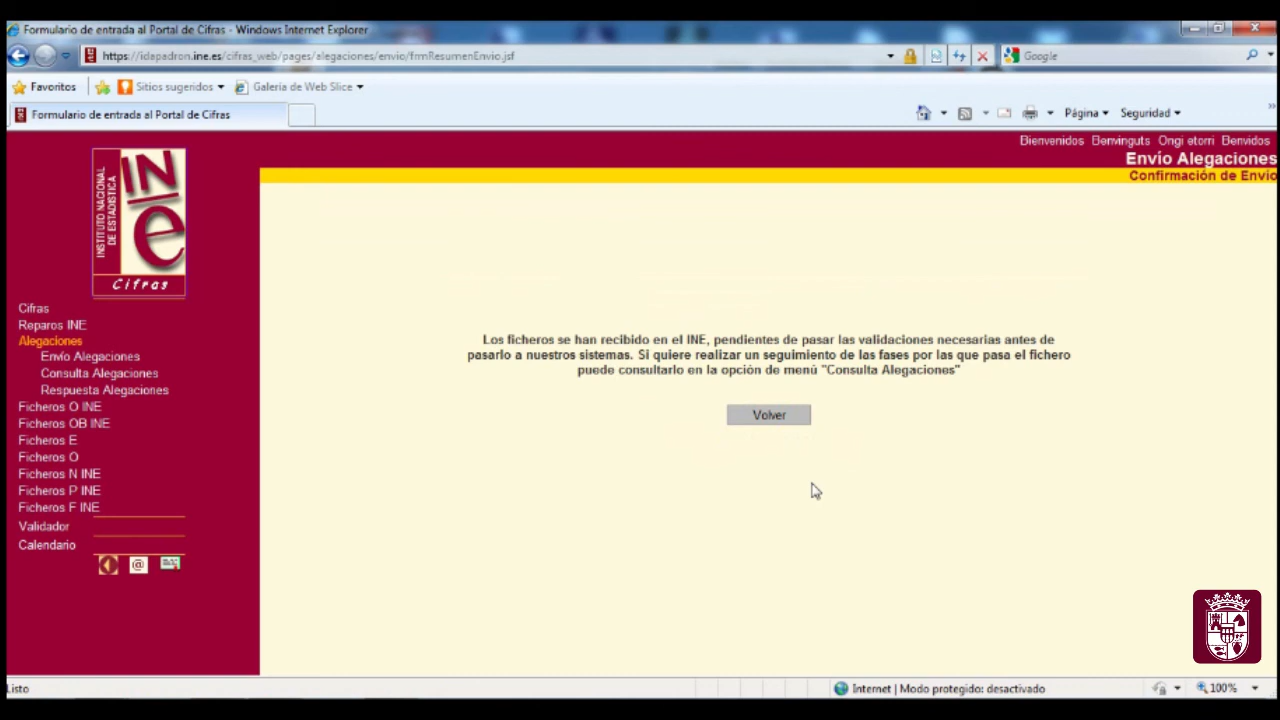 Formulario de entrada al Portal de Cifras - Windows Internet Explorer
https://idapadron.ine.es/cifras_web/pages/alegaciones/envio/frmResumenEnvio.jsf
Google
Favoritos
Sitios sugeridos
Galería de Web Slice
Formulario de entrada al Portal de Cifras
Página
Seguridad
»
Bienvenidos Benvinguts Ongi etorri Benvidos
Envío Alegaciones
Confirmación de Envío
INSTITUTO NACIONAL
DE ESTADISTICA
INe
Cifras
Cifras
Reparos INE
Alegaciones
Envío Alegaciones
Consulta Alegaciones
Respuesta Alegaciones
Ficheros O INE
Ficheros OB INE
Ficheros E
Ficheros O
Ficheros N INE
Ficheros P INE
Ficheros F INE
Validador
Calendario
@
Los ficheros se han recibido en el INE, pendientes de pasar las validaciones necesarias antes de
pasarlo a nuestros sistemas. Si quiere realizar un seguimiento de las fases por las que pasa el fichero
puede consultarlo en la opción de menú "Consulta Alegaciones"
Volver
Listo
Internet | Modo protegido: desactivado
100%